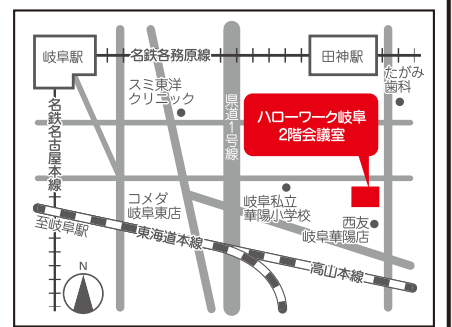 岐阜駅
名鉄各務原線
田神駅
たがみ
歯科
スミ東洋
クリニック
県道1号線
ハローワーク岐阜
2階会議室
名鉄名古屋本線
コメダ
岐阜東店
岐阜私立
華陽小学校
西友
岐阜華陽店
至岐阜駅
東海道本線
高山本線
N